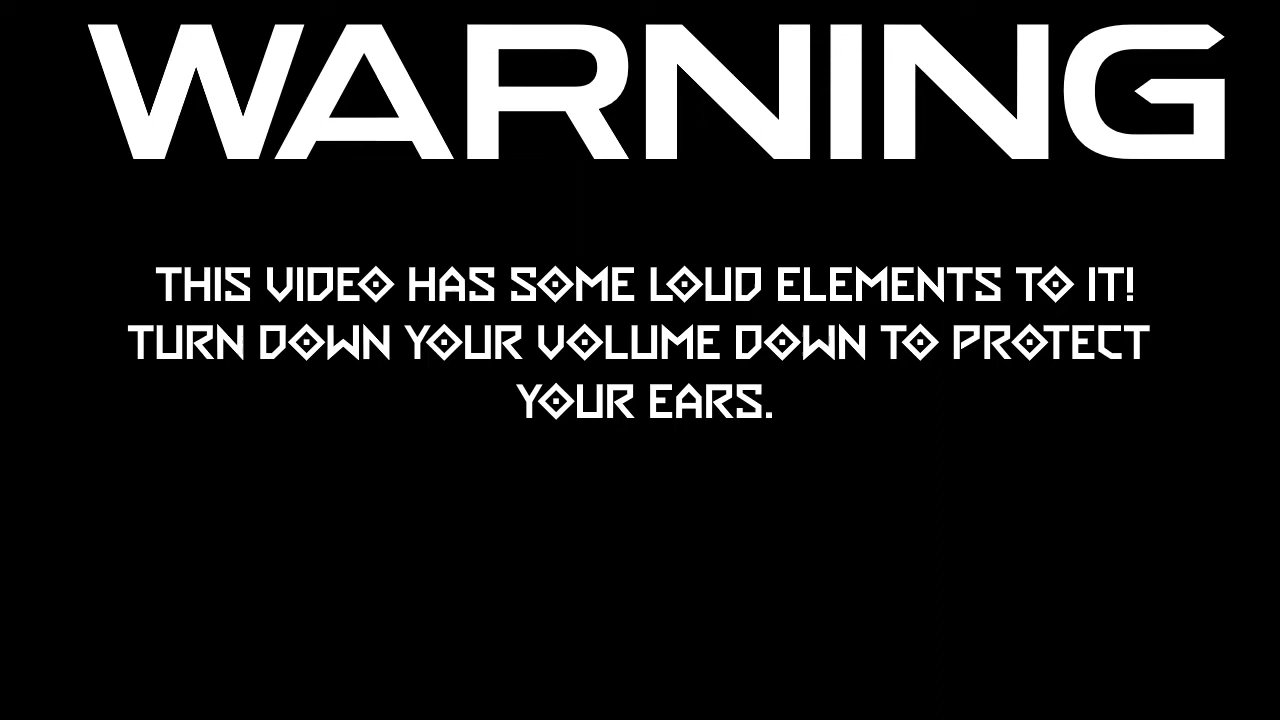 WARNING
THIS VIDEO HAS SOME LOUD ELEMENTS TO IT!
TURN DOWN YOUR VOLUME DOWN TO PROTECT
YOUR EARS.